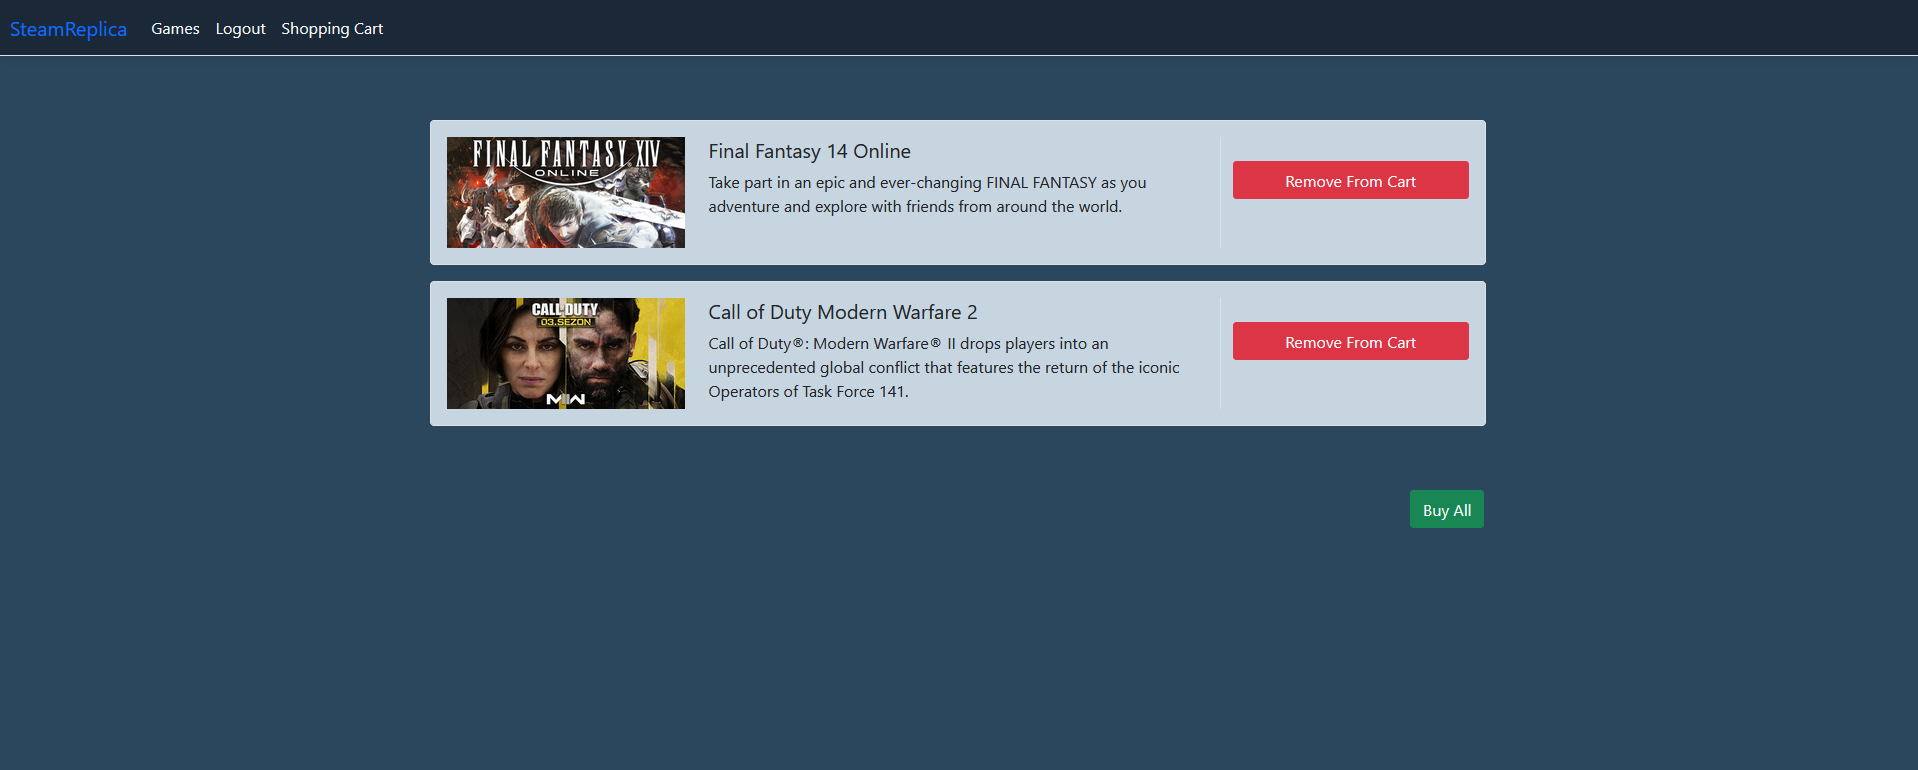 SteamReplica Games Logout Shopping Cart
FINAL FANTASY XIV
ONLINE
Final Fantasy 14 Online
Take part in an epic and ever-changing FINAL FANTASY as you
adventure and explore with friends from around the world.
Remove From Cart
CALL OF DUTY
03.SEZON
MWII
Call of Duty Modern Warfare 2
Call of Duty®: Modern Warfare® II drops players into an
unprecedented global conflict that features the return of the iconic
Operators of Task Force 141.
Remove From Cart
Buy All